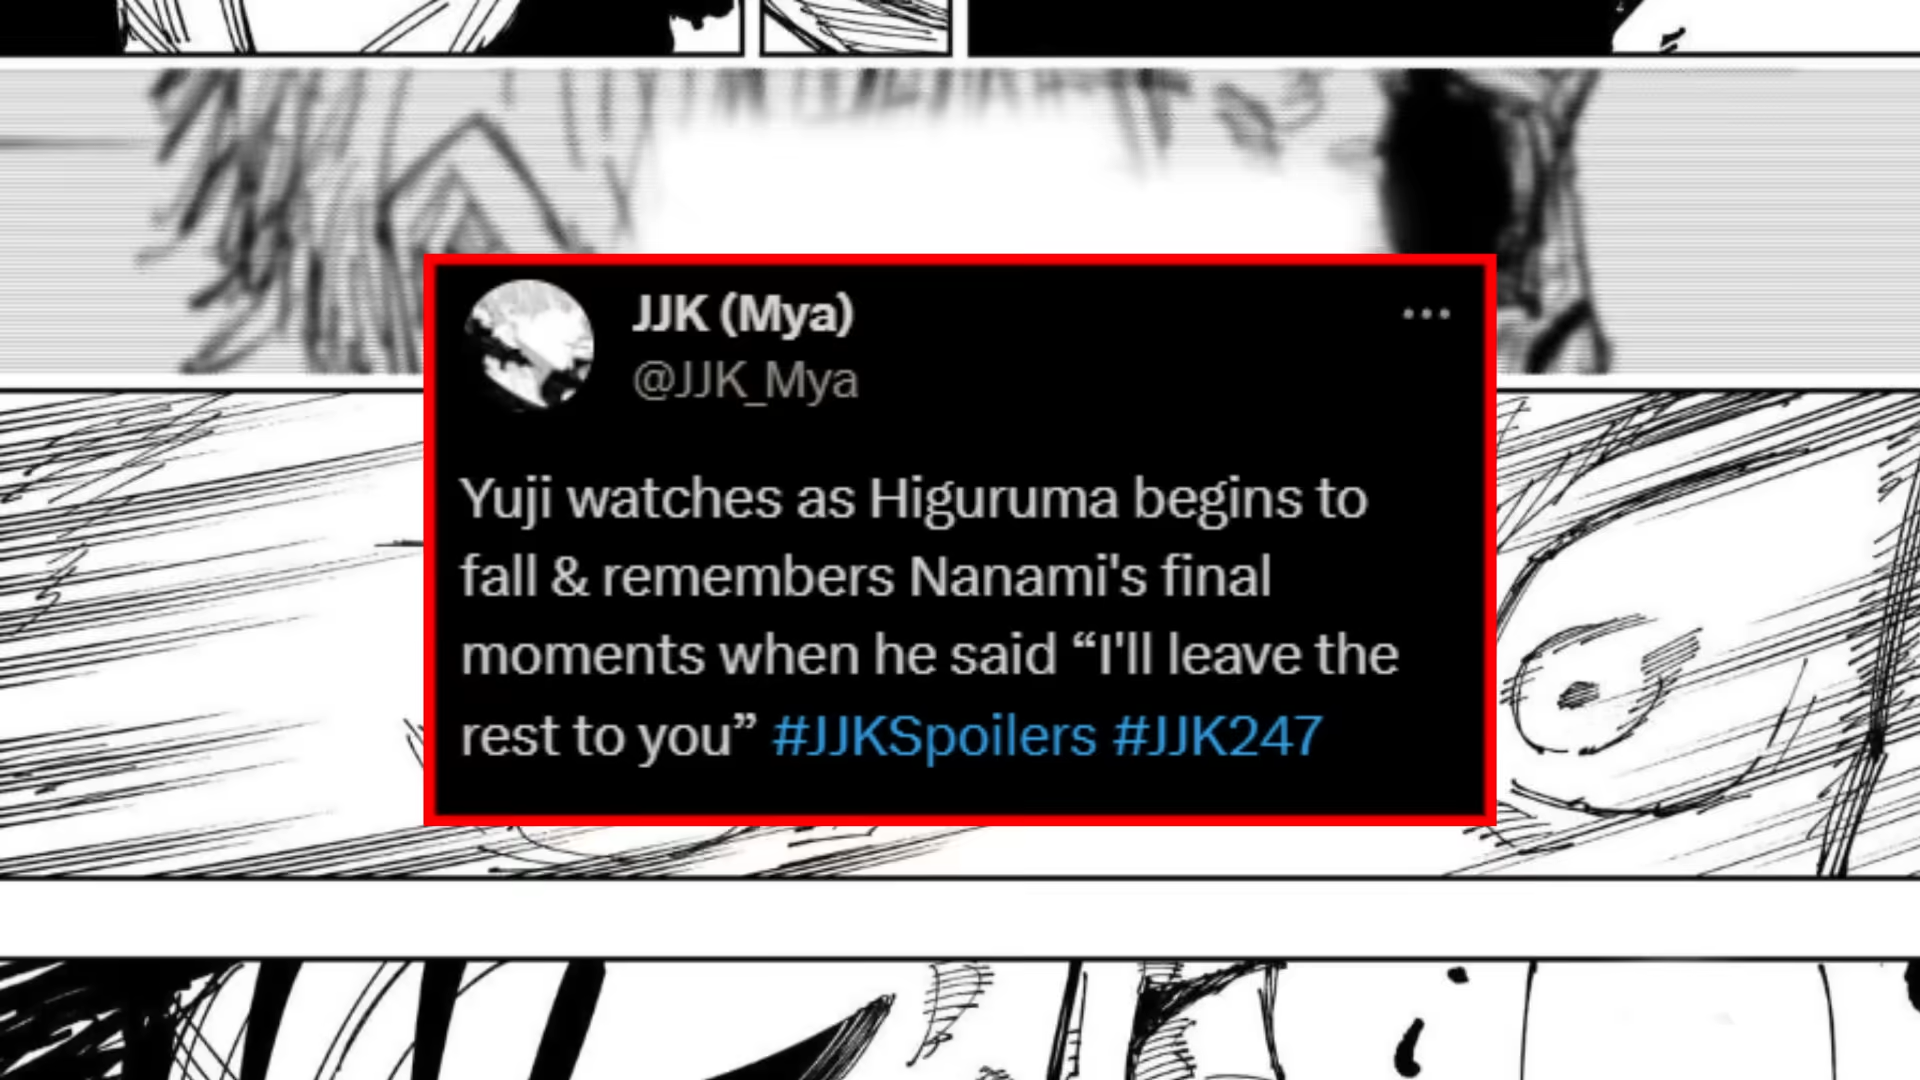 JJK (Mya)
@JJK_Mya
Yuji watches as Higuruma begins to
fall & remembers Nanami's final
moments when he said “I'll leave the
rest to you” #JJKSpoilers #JJK247